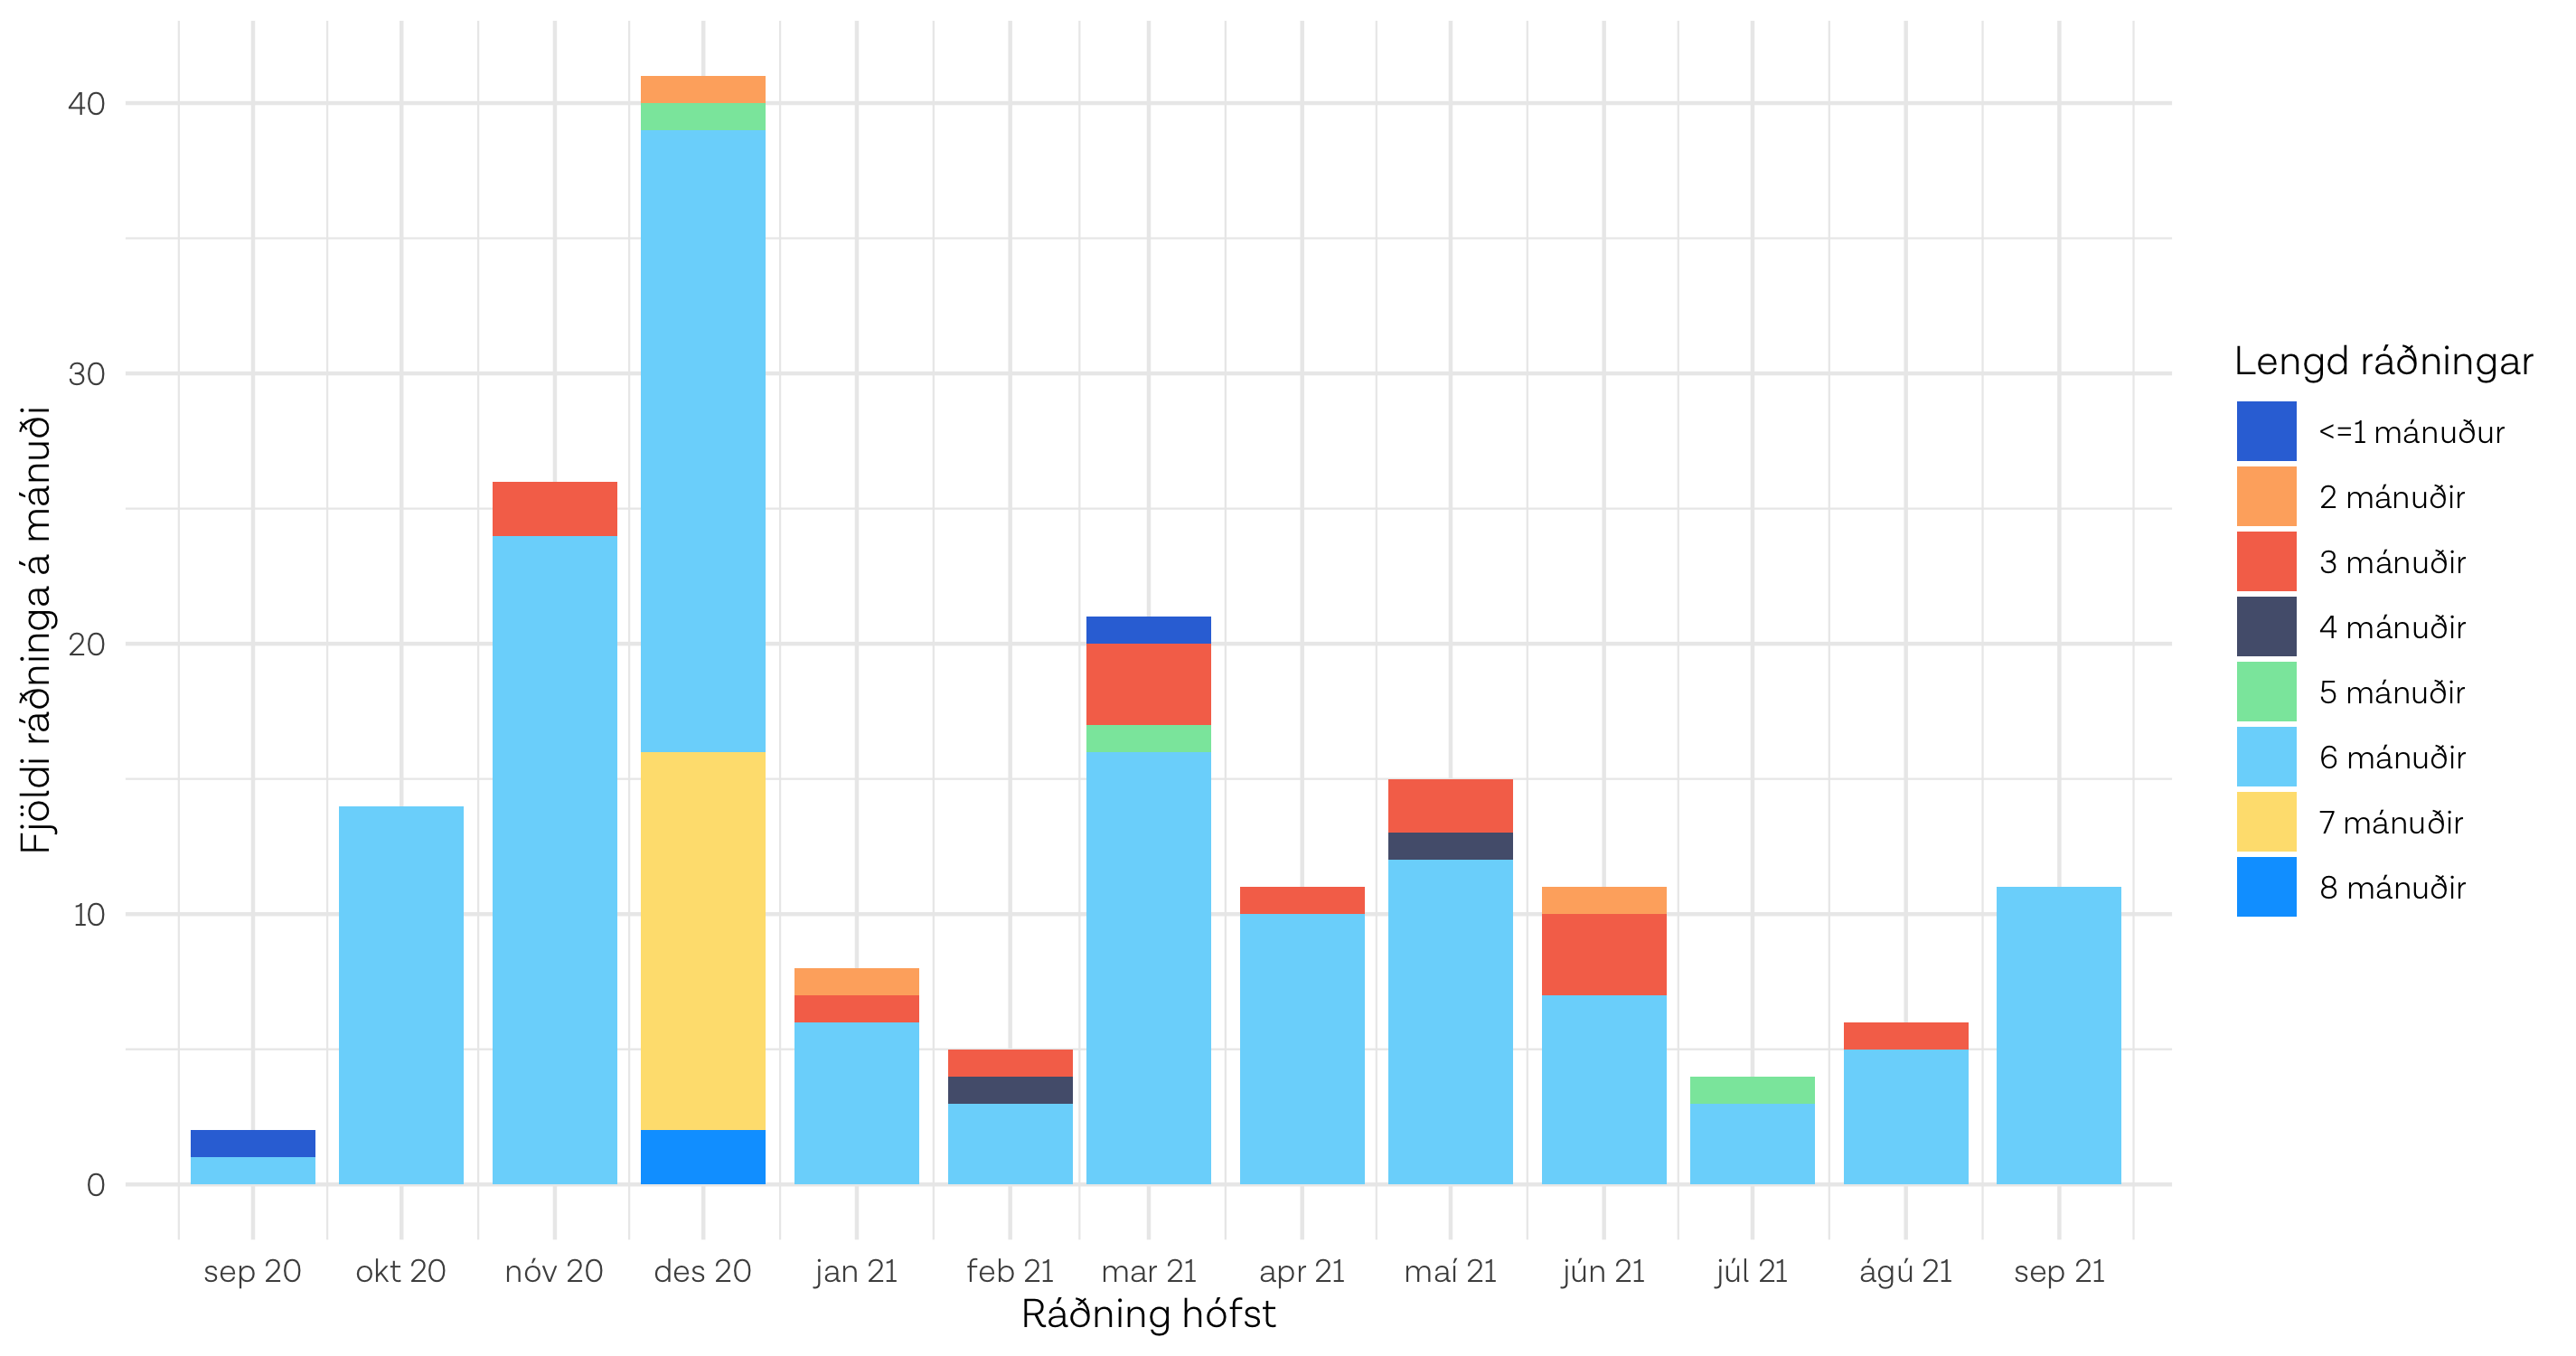 Fjöldi ráðninga á mánuði
40
30
20
10
0
sep 20
okt 20
nóv 20
des 20
jan 21
feb 21
mar 21
apr 21
maí 21
jún 21
júl 21
ágú 21
sep 21
Ráðning hófst
Lengd ráðningar
<=1 mánuður
2 mánuðir
3 mánuðir
4 mánuðir
5 mánuðir
6 mánuðir
7 mánuðir
8 mánuðir